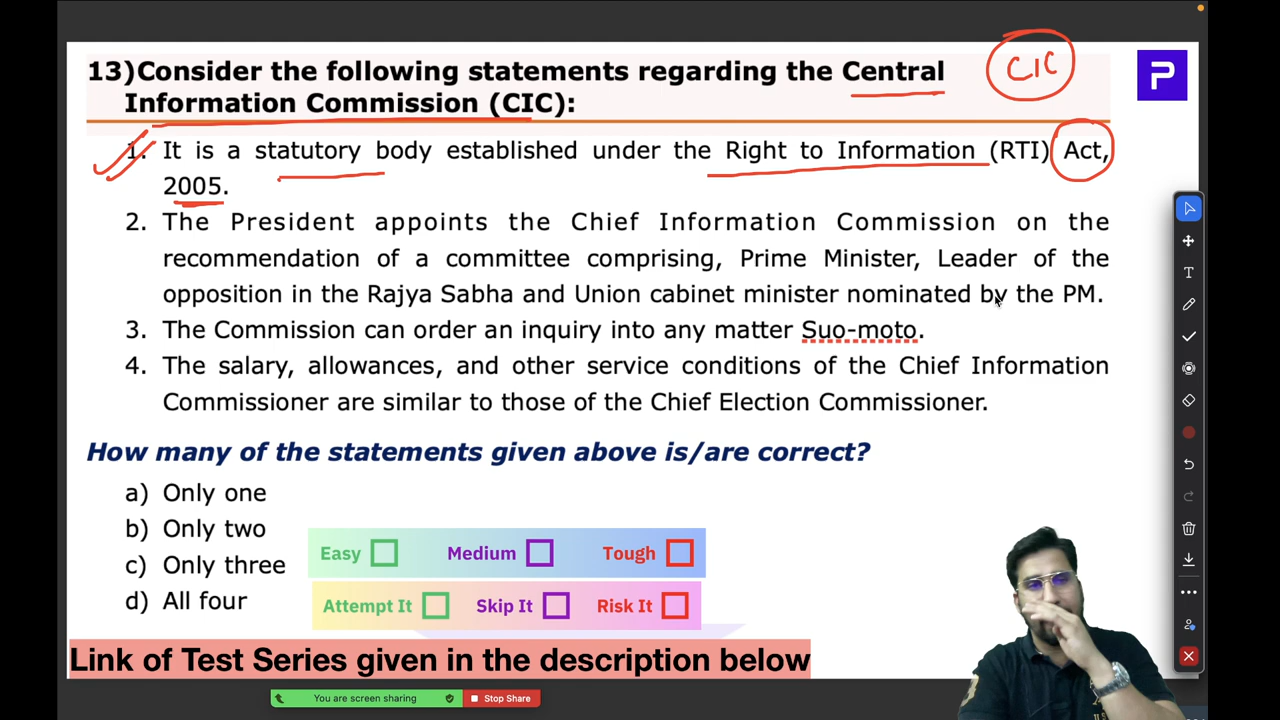 CIC
13)Consider the following statements regarding the Central
Information Commission (CIC):
P
1. It is a statutory body established under the Right to Information (RTI) Act,
2005.
2. The President appoints the Chief Information Commission on the
recommendation of a committee comprising, Prime Minister, Leader of the
opposition in the Rajya Sabha and Union cabinet minister nominated by the PM.
3. The Commission can order an inquiry into any matter Suo-moto.
4. The salary, allowances, and other service conditions of the Chief Information
Commissioner are similar to those of the Chief Election Commissioner.
How many of the statements given above is/are correct?
a) Only one
b) Only two
c) Only three
d) All four
Easy Medium Tough
Attempt It Skip It Risk It
Link of Test Series given in the description below
You are screen sharing Stop Share
T